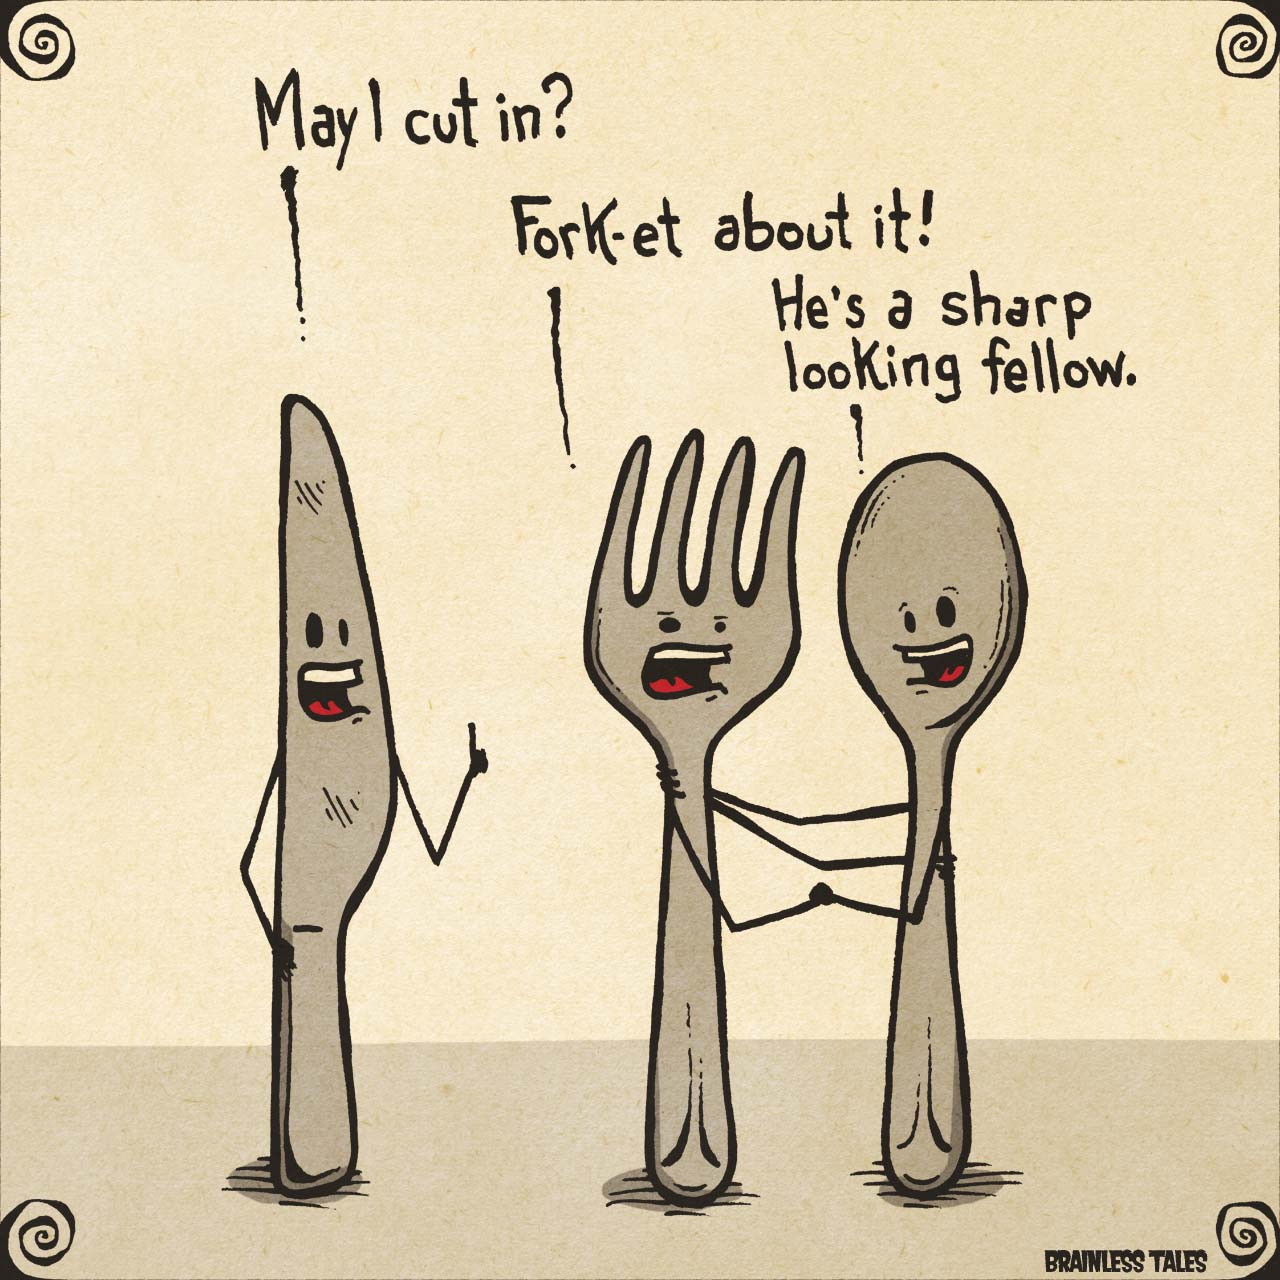 May I cut in?
Fork-et about it!
He's a sharp
looking fellow.
BRAINLESS TALES